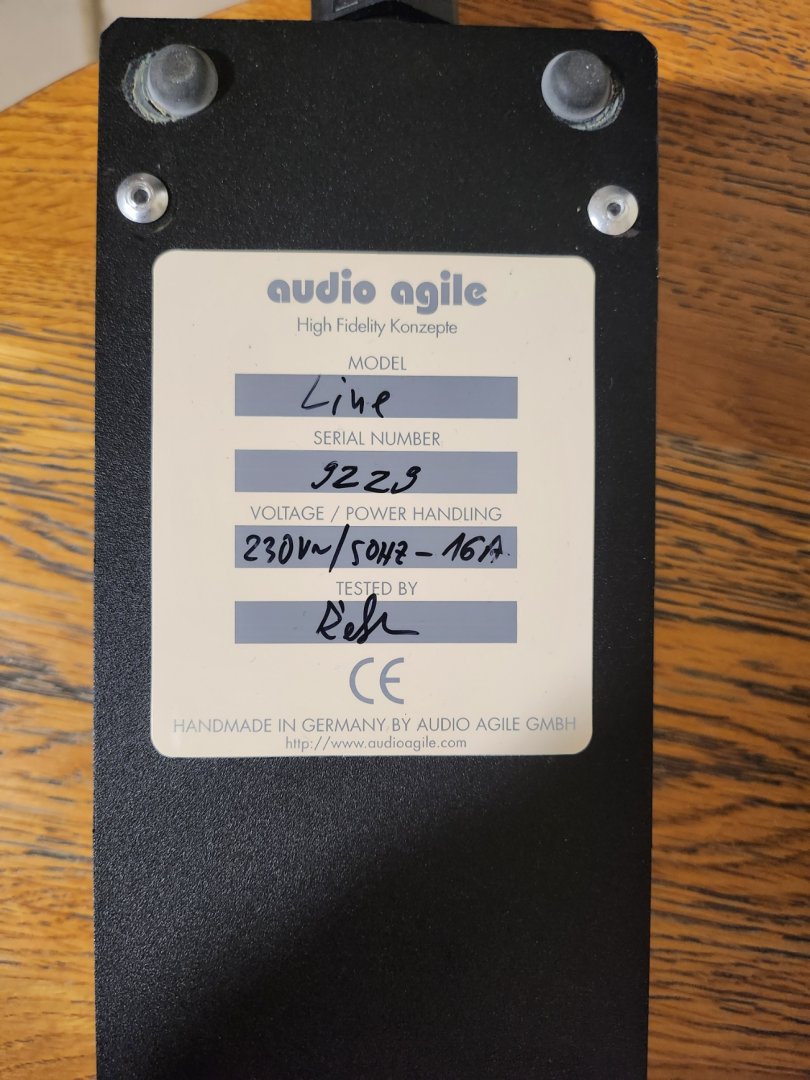 audio agile
High Fidelity Konzepte
MODEL
Line
SERIAL NUMBER
9229
VOLTAGE / POWER HANDLING
230V~/50HZ - 16A
TESTED BY
CE
HANDMADE IN GERMANY BY AUDIO AGILE GMBH
http://www.audioagile.com